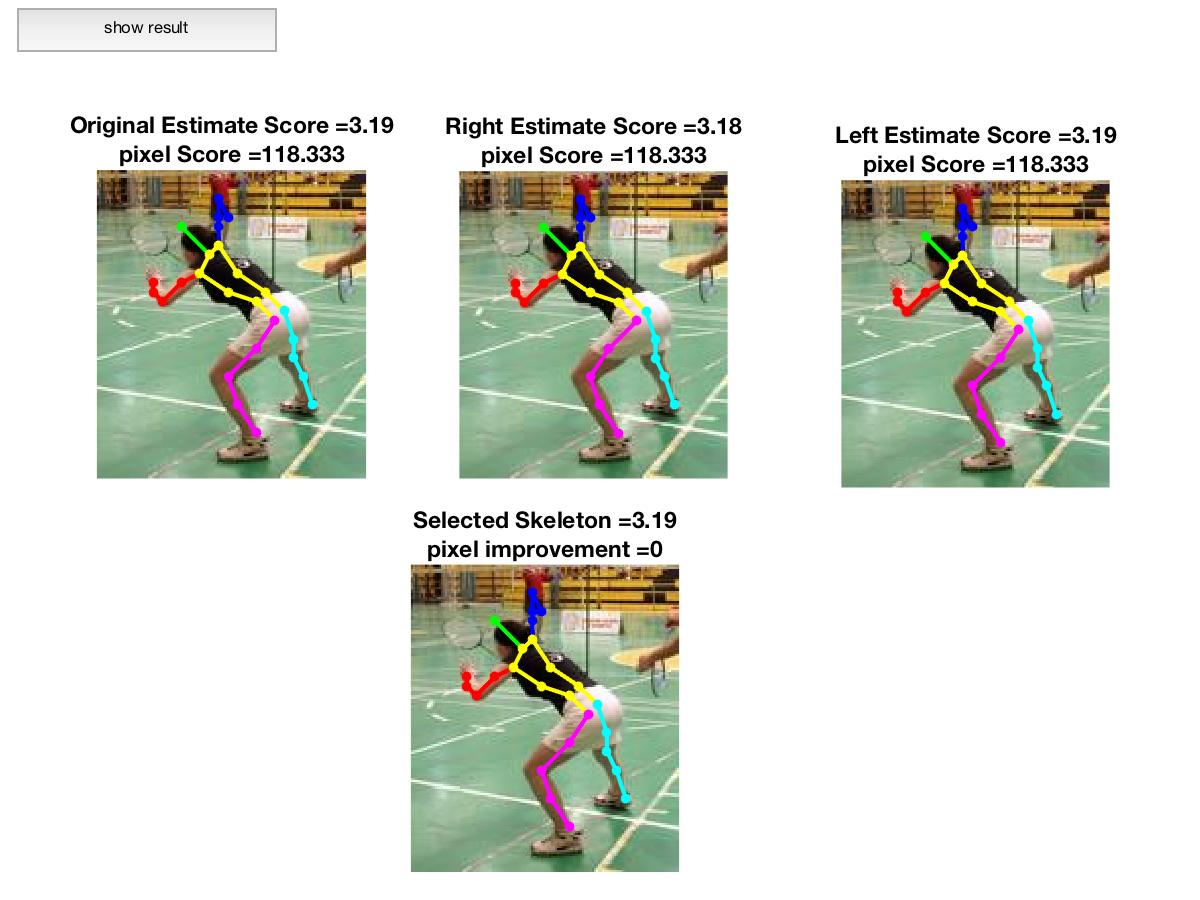 show result
Original Estimate Score =3.19
pixel Score =118.333
Right Estimate Score =3.18
pixel Score =118.333
Left Estimate Score =3.19
pixel Score =118.333
Selected Skeleton =3.19
pixel improvement =0